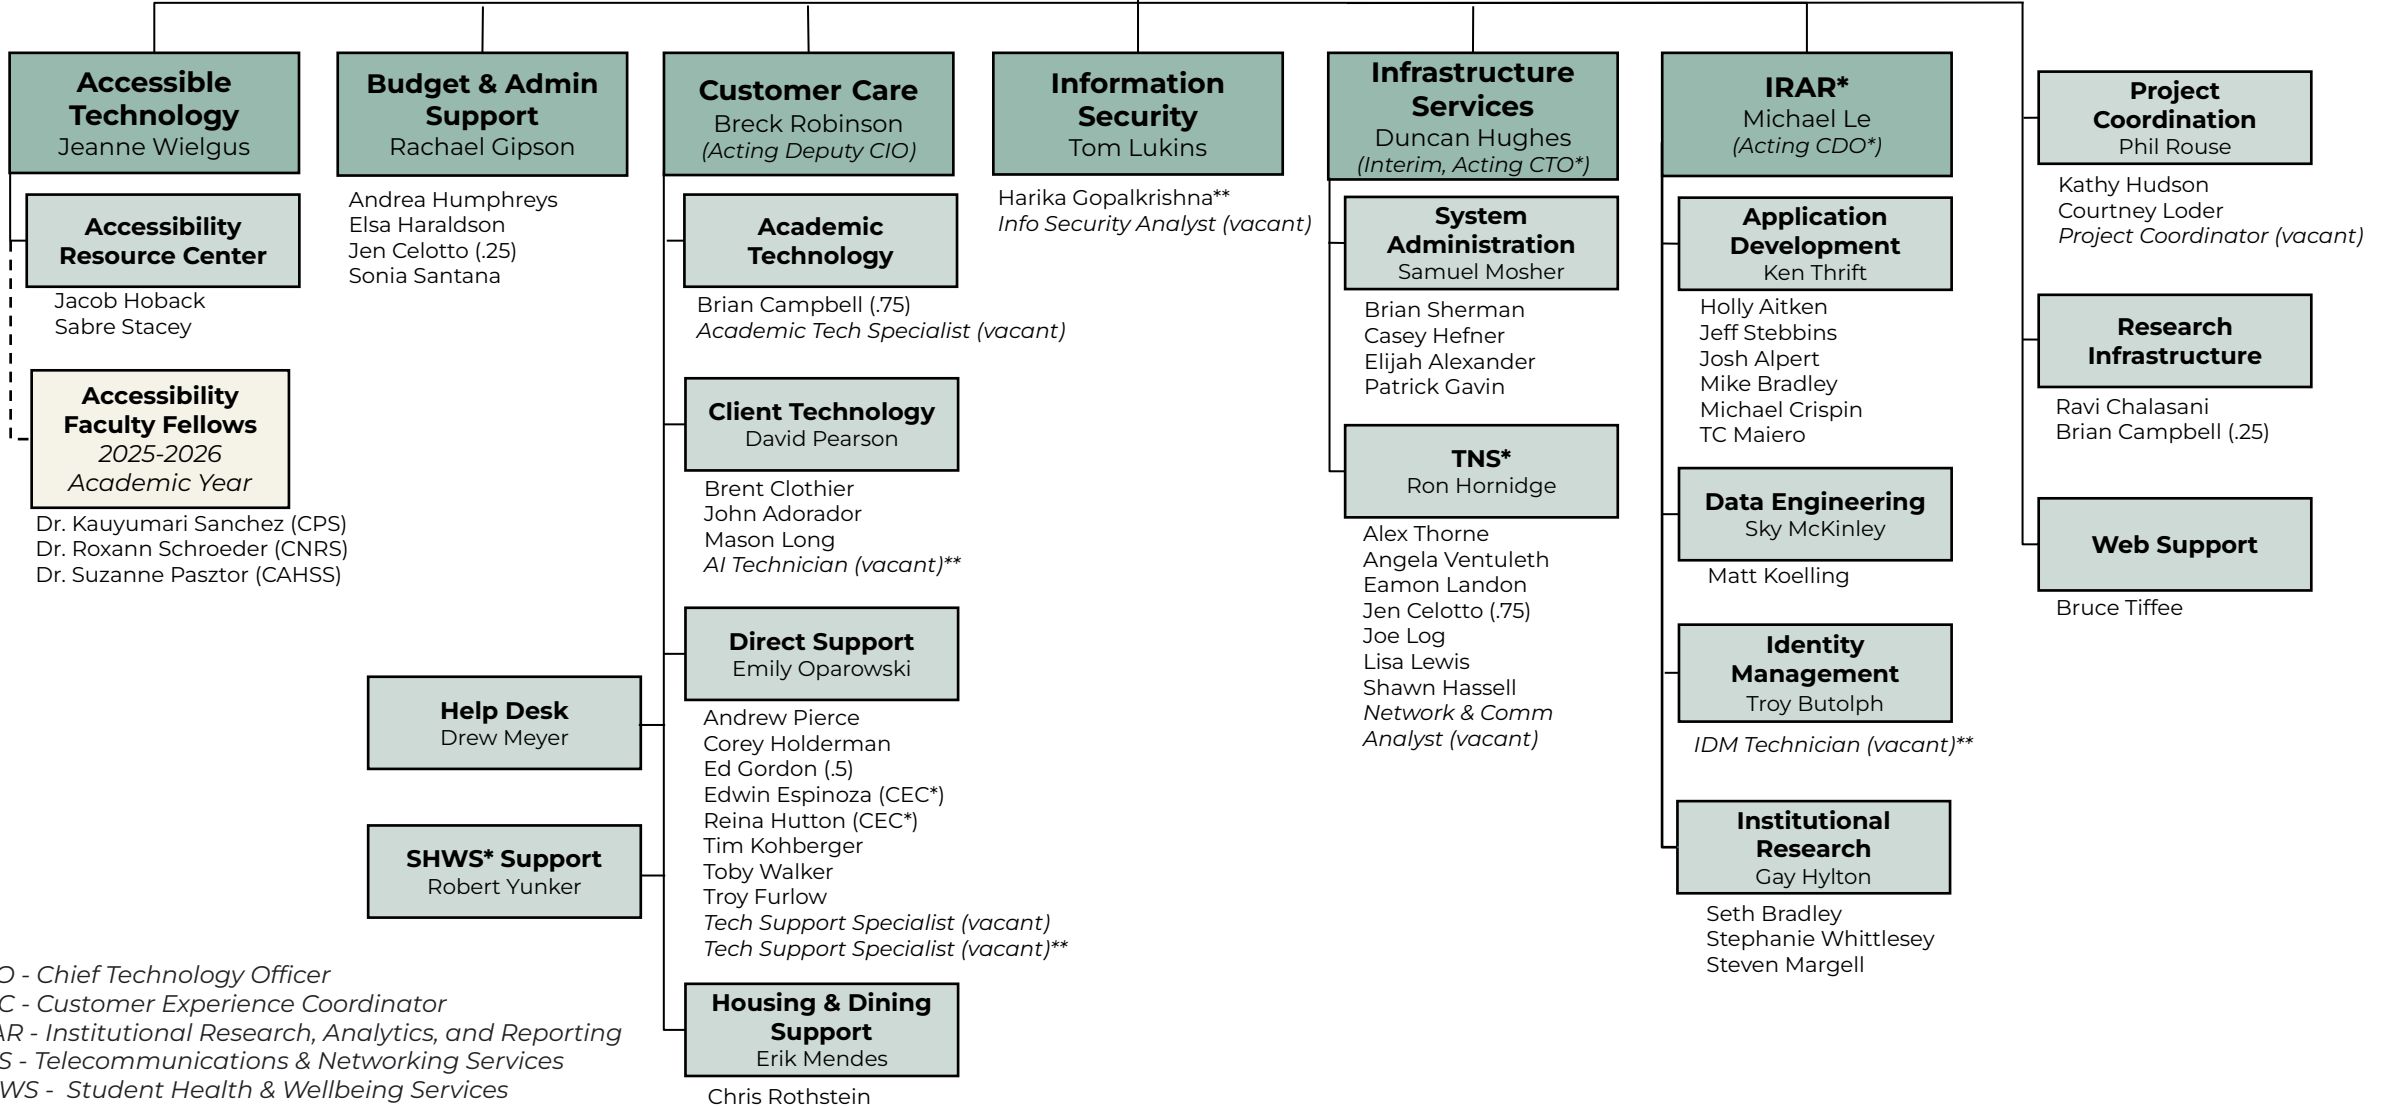 Accessible
Technology
Jeanne Wielgus
Accessibility
Resource Center
Jacob Hoback
Sabre Stacey
Accessibility
Faculty Fellows
2025-2026
Academic Year
Dr. Kauyumari Sanchez (CPS)
Dr. Roxann Schroeder (CNRS)
Dr. Suzanne Pasztor (CAHSS)
Budget & Admin
Support
Rachael Gipson
Andrea Humphreys
Elsa Haraldson
Jen Celotto (.25)
Sonia Santana
Customer Care
Breck Robinson
(Acting Deputy CIO)
Academic
Technology
Brian Campbell (.75)
Academic Tech Specialist (vacant)
Client Technology
David Pearson
Brent Clothier
John Adorador
Mason Long
AI Technician (vacant)**
Direct Support
Emily Oparowski
Andrew Pierce
Corey Holderman
Ed Gordon (.5)
Edwin Espinoza (CEC*)
Reina Hutton (CEC*)
Tim Kohberger
Toby Walker
Troy Furlow
Tech Support Specialist (vacant)
Tech Support Specialist (vacant)**
Help Desk
Drew Meyer
SHWS* Support
Robert Yunker
Housing & Dining
Support
Erik Mendes
Chris Rothstein
Information
Security
Tom Lukins
Harika Gopalkrishna**
Info Security Analyst (vacant)
Infrastructure
Services
Duncan Hughes
(Interim, Acting CTO*)
System
Administration
Samuel Mosher
Brian Sherman
Casey Hefner
Elijah Alexander
Patrick Gavin
TNS*
Ron Hornidge
Alex Thorne
Angela Ventuleth
Eamon Landon
Jen Celotto (.75)
Joe Log
Lisa Lewis
Shawn Hassell
Network & Comm
Analyst (vacant)
IRAR*
Michael Le
(Acting CDO*)
Application
Development
Ken Thrift
Holly Aitken
Jeff Stebbins
Josh Alpert
Mike Bradley
Michael Crispin
TC Maiero
Data Engineering
Sky McKinley
Matt Koelling
Identity
Management
Troy Butolph
IDM Technician (vacant)**
Institutional
Research
Gay Hylton
Seth Bradley
Stephanie Whittlesey
Steven Margell
Project
Coordination
Phil Rouse
Kathy Hudson
Courtney Loder
Project Coordinator (vacant)
Research
Infrastructure
Ravi Chalasani
Brian Campbell (.25)
Web Support
Bruce Tiffee
O - Chief Technology Officer
C - Customer Experience Coordinator
AR - Institutional Research, Analytics, and Reporting
S - Telecommunications & Networking Services
WS - Student Health & Wellbeing Services